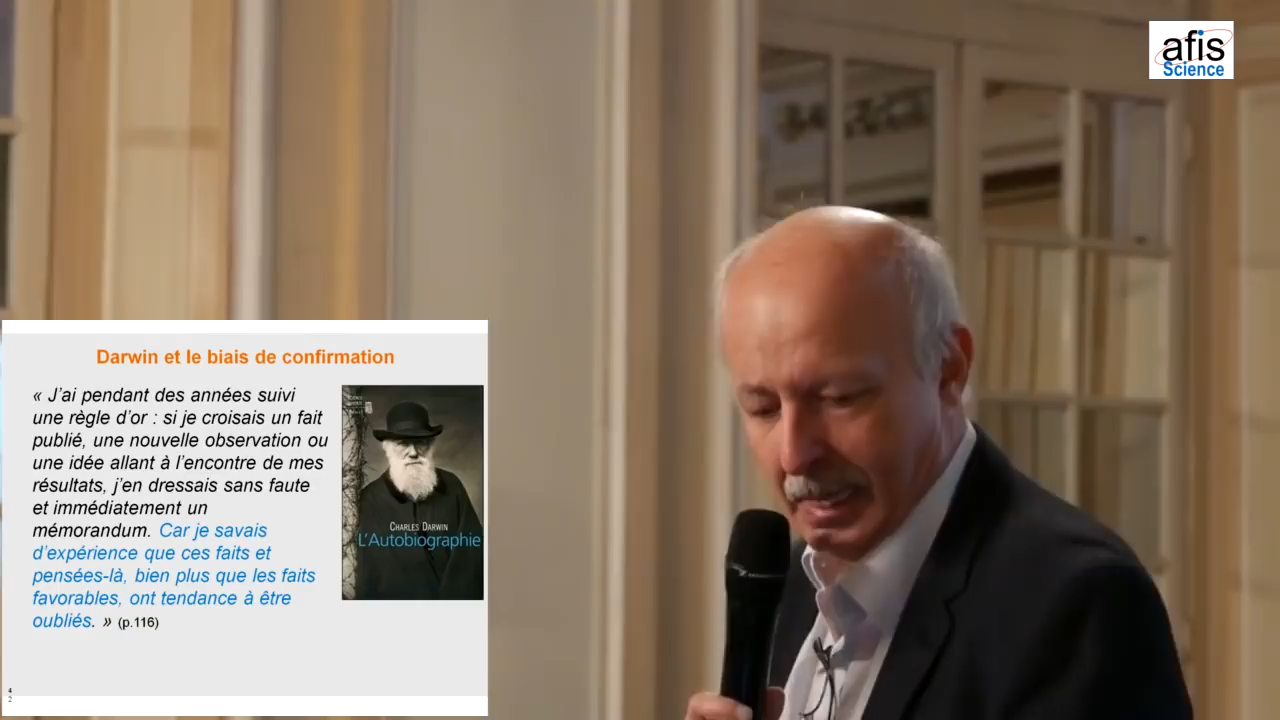 afis
Science
Darwin et le biais de confirmation
« J’ai pendant des années suivi
une règle d’or : si je croisais un fait
publié, une nouvelle observation ou
une idée allant à l’encontre de mes
résultats, j’en dressais sans faute
et immédiatement un
mémorandum. Car je savais
d’expérience que ces faits et
pensées-là, bien plus que les faits
favorables, ont tendance à être
oubliés. » (p.116)
CHARLES DARWIN
L’Autobiographie
4
2